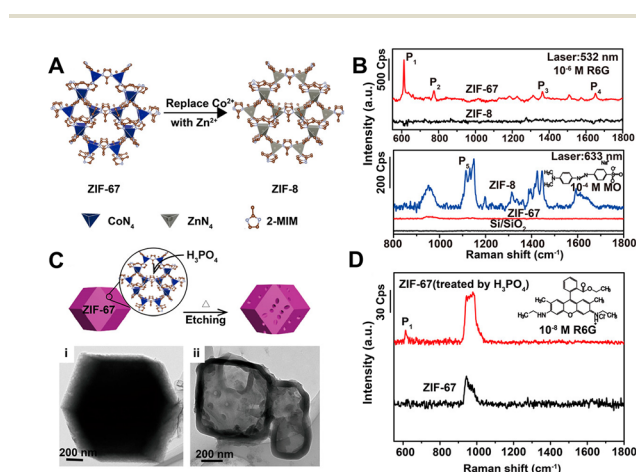 A
Replace Co²⁺
with Zn²⁺
ZIF-67
ZIF-8
CoN₄
ZnN₄
2-MIM
B
Laser:532 nm
10⁻⁶ M R6G
500 Cps
P₁
P₂
P₃
P₄
ZIF-67
ZIF-8
600 800 1000 1200 1400 1600 1800
Intensity (a.u.)
Laser:633 nm
200 Cps
P₅
ZIF-8
10⁻⁴ M MO
ZIF-67
Si/SiO₂
800 1000 1200 1400 1600 1800
Raman shift (cm⁻¹)
C
H₃PO₄
ZIF-67
△
Etching
i
200 nm
ii
200 nm
D
ZIF-67(treated by H₃PO₄)
30 Cps
P₁
10⁻⁸ M R6G
ZIF-67
Intensity (a.u.)
600 800 1000 1200 1400 1600 1800
Raman shift (cm⁻¹)